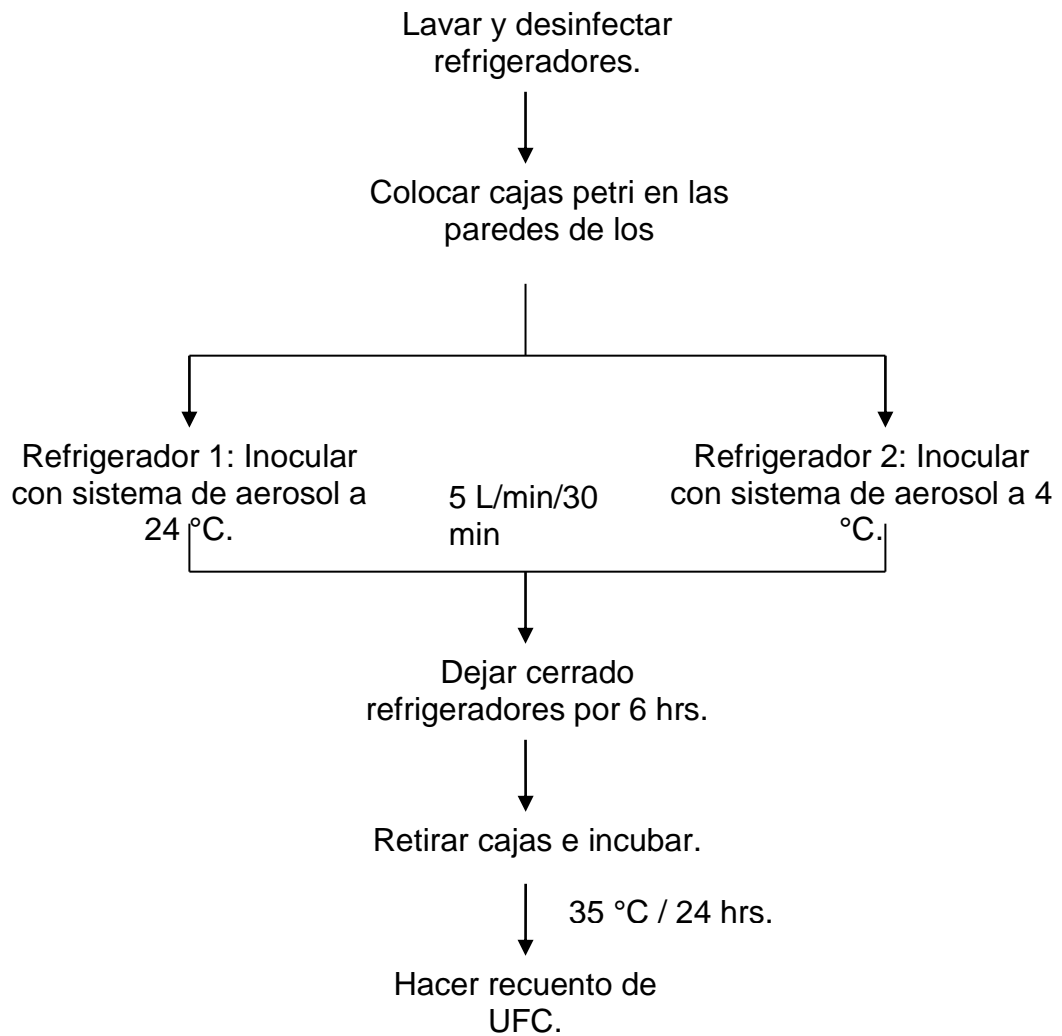 Lavar y desinfectar
refrigeradores.
Colocar cajas petri en las
paredes de los
Refrigerador 1: Inocular
con sistema de aerosol a
24 °C.
5 L/min/30
min
Refrigerador 2: Inocular
con sistema de aerosol a 4
°C.
Dejar cerrado
refrigeradores por 6 hrs.
Retirar cajas e incubar.
35 °C / 24 hrs.
Hacer recuento de
UFC.